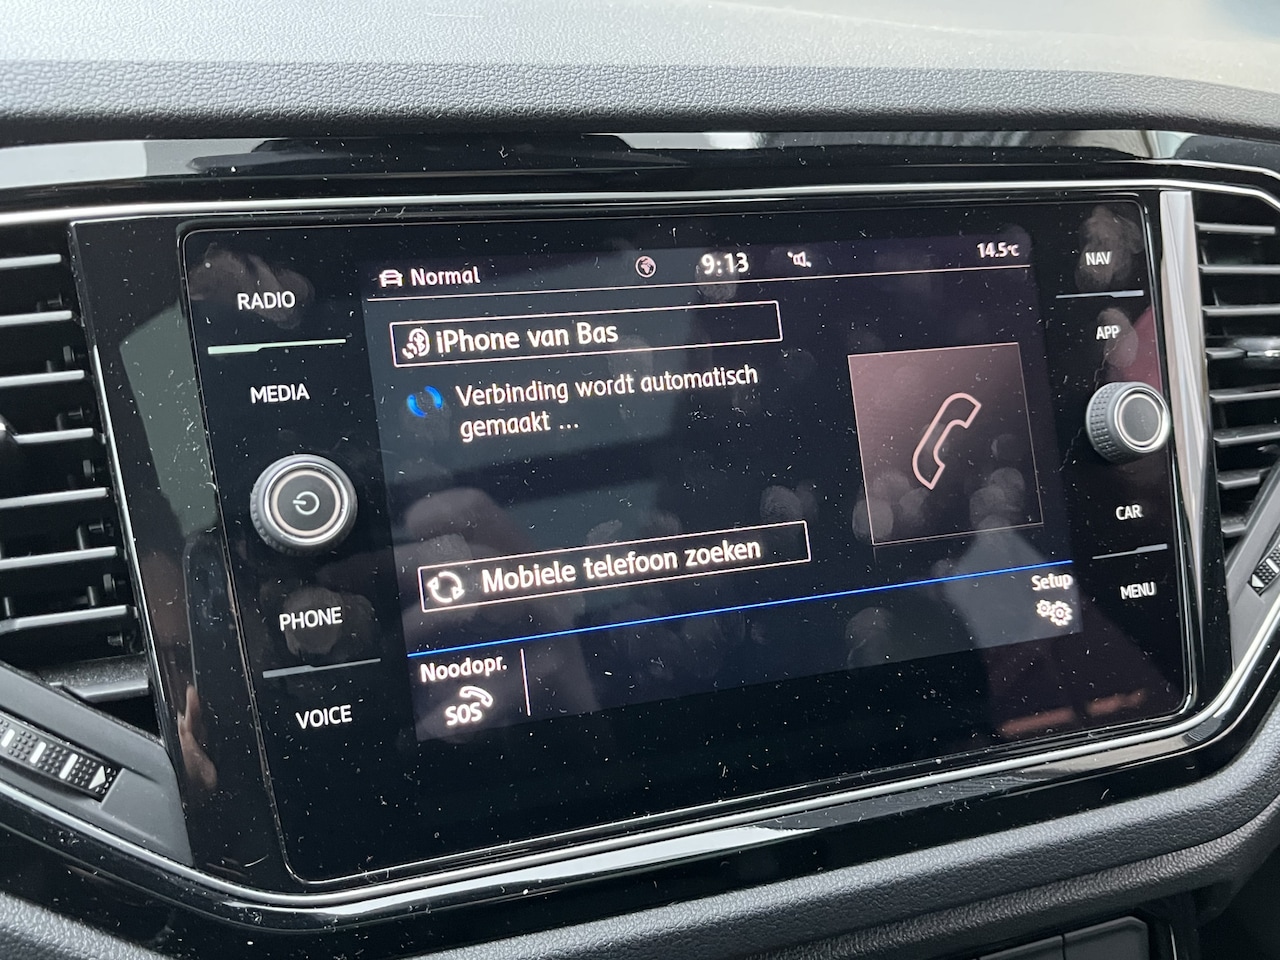 Normal
9:13
14.5°C
NAV
RADIO
iPhone van Bas
APP
MEDIA
Verbinding wordt automatisch
gemaakt ...
CAR
Mobiele telefoon zoeken
PHONE
Setup
MENU
Noodopr.
SOS
VOICE